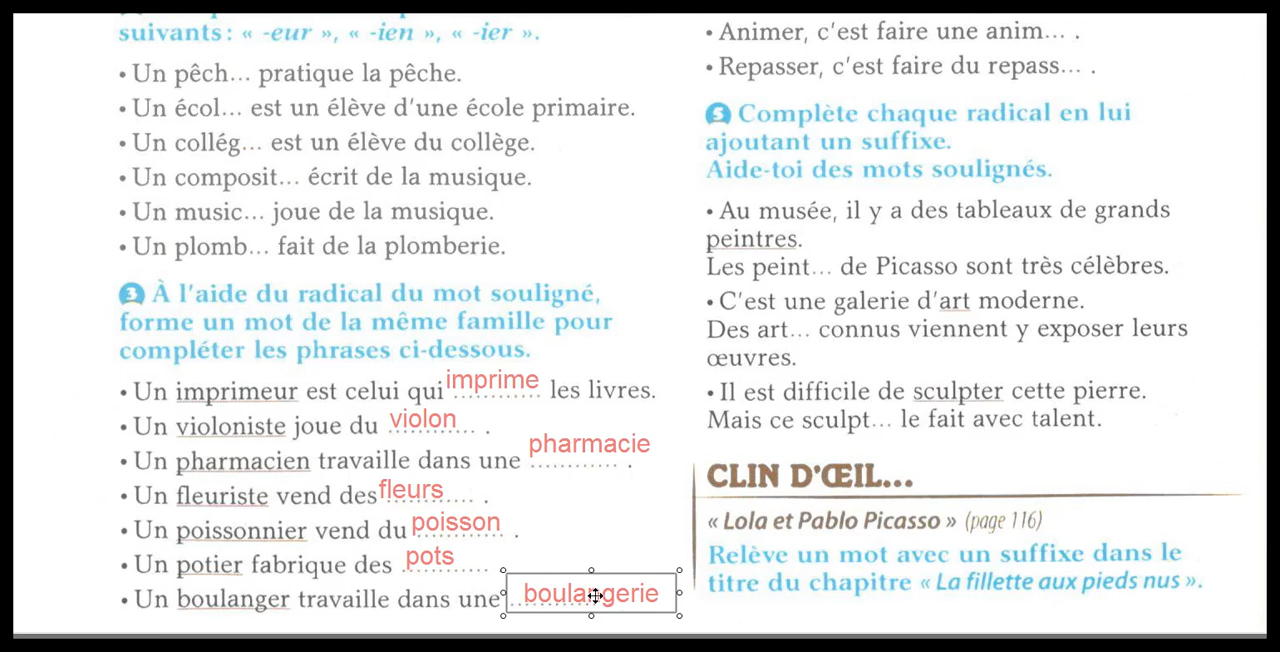 suivants : « -eur », « -ien », « -ier ».
• Un pêch... pratique la pêche.
• Un écol... est un élève d'une école primaire.
• Un collég... est un élève du collège.
• Un composit... écrit de la musique.
• Un music... joue de la musique.
• Un plomb... fait de la plomberie.
3 À l'aide du radical du mot souligné,
forme un mot de la même famille pour
compléter les phrases ci-dessous.
• Un imprimeur est celui qui imprime les livres.
• Un violoniste joue du violon .
• Un pharmacien travaille dans une pharmacie .
• Un fleuriste vend des fleurs .
• Un poissonnier vend du poisson .
• Un potier fabrique des pots
• Un boulanger travaille dans une boulangerie
• Animer, c'est faire une anim... .
• Repasser, c'est faire du repass... .
5 Complète chaque radical en lui
ajoutant un suffixe.
Aide-toi des mots soulignés.
• Au musée, il y a des tableaux de grands
peintres.
Les peint... de Picasso sont très célèbres.
• C'est une galerie d'art moderne.
Des art... connus viennent y exposer leurs
œuvres.
• Il est difficile de sculpter cette pierre.
Mais ce sculpt... le fait avec talent.
CLIN D'ŒIL...
« Lola et Pablo Picasso » (page 116)
Relève un mot avec un suffixe dans le
titre du chapitre « La fillette aux pieds nus ».